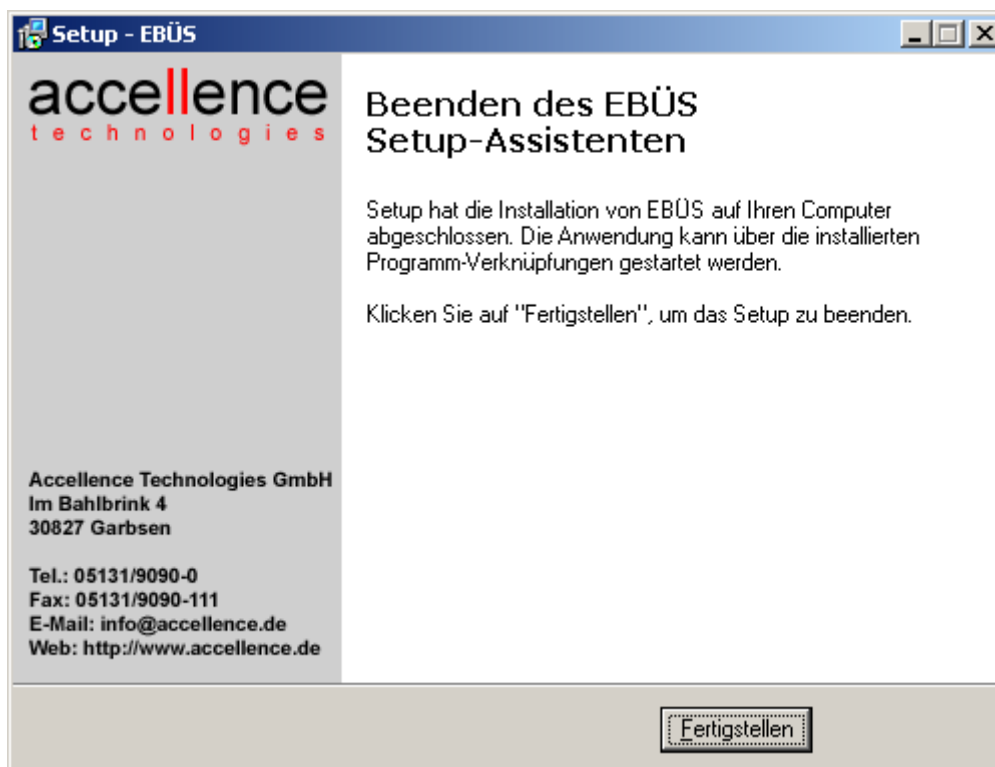 Setup - EBÜS
accellence
technologies
Beenden des EBÜS
Setup-Assistenten
Setup hat die Installation von EBÜS auf Ihren Computer
abgeschlossen. Die Anwendung kann über die installierten
Programm-Verknüpfungen gestartet werden.
Klicken Sie auf "Fertigstellen", um das Setup zu beenden.
Accellence Technologies GmbH
Im Bahlbrink 4
30827 Garbsen
Tel.: 05131/9090-0
Fax: 05131/9090-111
E-Mail: info@accellence.de
Web: http://www.accellence.de
Fertigstellen